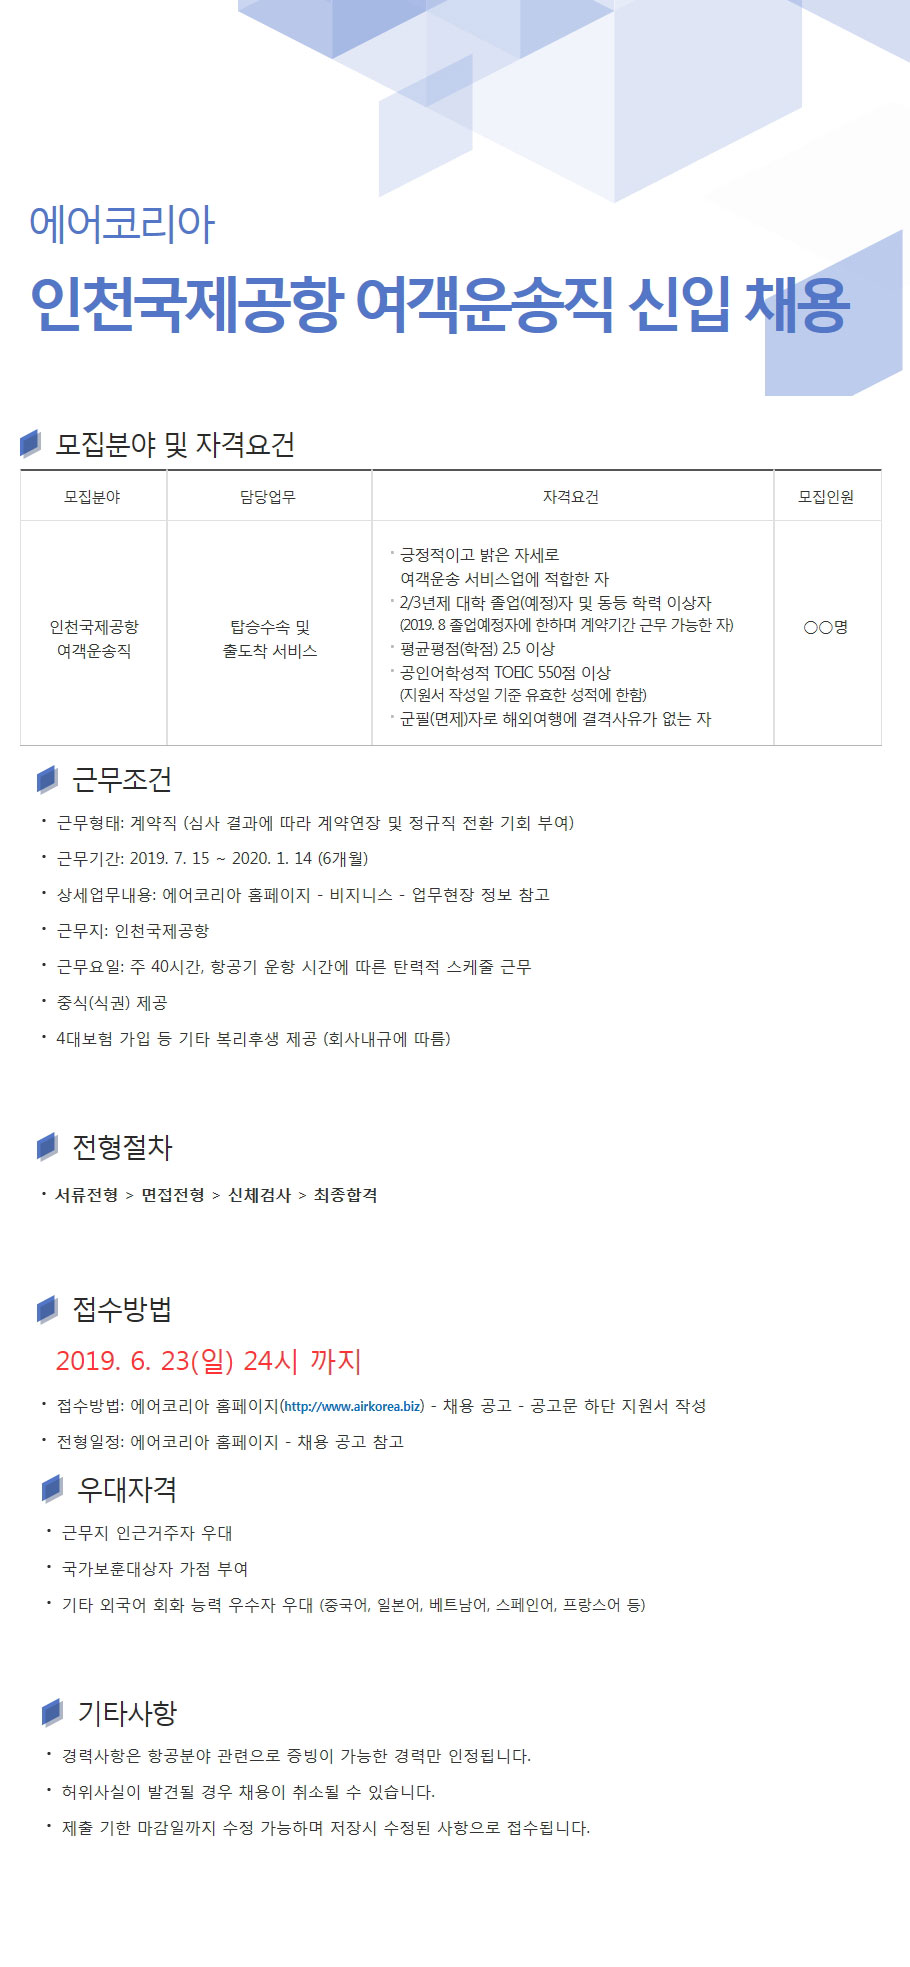 에어코리아
인천국제공항 여객운송직 신입 채용
모집분야 및 자격요건
모집분야 담당업무 자격요건 모집인원
인천국제공항
여객운송직
탑승수속 및
출도착 서비스
· 긍정적이고 밝은 자세로
여객운송 서비스업에 적합한 자
· 2/3년제 대학 졸업(예정)자 및 동등 학력 이상자
(2019. 8 졸업예정자에 한하며 계약기간 근무 가능한 자)
· 평균평점(학점) 2.5 이상
· 공인어학성적 TOEIC 550점 이상
(지원서 작성일 기준 유효한 성적에 한함)
· 군필(면제)자로 해외여행에 결격사유가 없는 자
○○명
근무조건
· 근무형태: 계약직 (심사 결과에 따라 계약연장 및 정규직 전환 기회 부여)
· 근무기간: 2019. 7. 15 ~ 2020. 1. 14 (6개월)
· 상세업무내용: 에어코리아 홈페이지 - 비지니스 - 업무현장 정보 참고
· 근무지: 인천국제공항
· 근무요일: 주 40시간, 항공기 운항 시간에 따른 탄력적 스케줄 근무
· 중식(식권) 제공
· 4대보험 가입 등 기타 복리후생 제공 (회사내규에 따름)
전형절차
· 서류전형 > 면접전형 > 신체검사 > 최종합격
접수방법
2019. 6. 23(일) 24시 까지
· 접수방법: 에어코리아 홈페이지(http://www.airkorea.biz) - 채용 공고 - 공고문 하단 지원서 작성
· 전형일정: 에어코리아 홈페이지 - 채용 공고 참고
우대자격
· 근무지 인근거주자 우대
· 국가보훈대상자 가점 부여
· 기타 외국어 회화 능력 우수자 우대 (중국어, 일본어, 베트남어, 스페인어, 프랑스어 등)
기타사항
· 경력사항은 항공분야 관련으로 증빙이 가능한 경력만 인정됩니다.
· 허위사실이 발견될 경우 채용이 취소될 수 있습니다.
· 제출 기한 마감일까지 수정 가능하며 저장시 수정된 사항으로 접수됩니다.